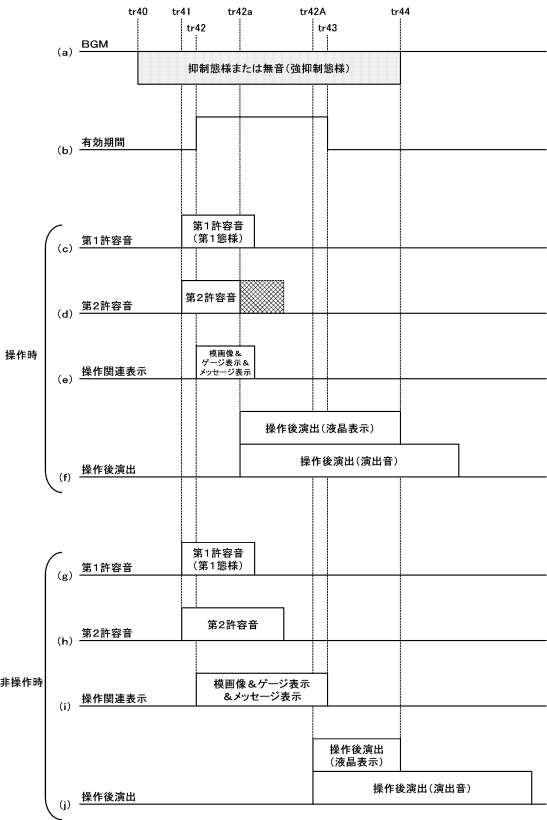 tr40 tr41 tr42a tr42A tr44
tr42 tr43
(a) BGM
抑制態様または無音(強抑制態様)
(b) 有効期間
操作時
(c) 第1許容音
第1許容音
(第1態様)
(d) 第2許容音
第2許容音
(e) 操作関連表示
模画像&
ゲージ表示&
メッセージ表示
(f) 操作後演出
操作後演出(液晶表示)
操作後演出(演出音)
非操作時
(g) 第1許容音
第1許容音
(第1態様)
(h) 第2許容音
第2許容音
(i) 操作関連表示
模画像&ゲージ表示
&メッセージ表示
(j) 操作後演出
操作後演出
(液晶表示)
操作後演出(演出音)